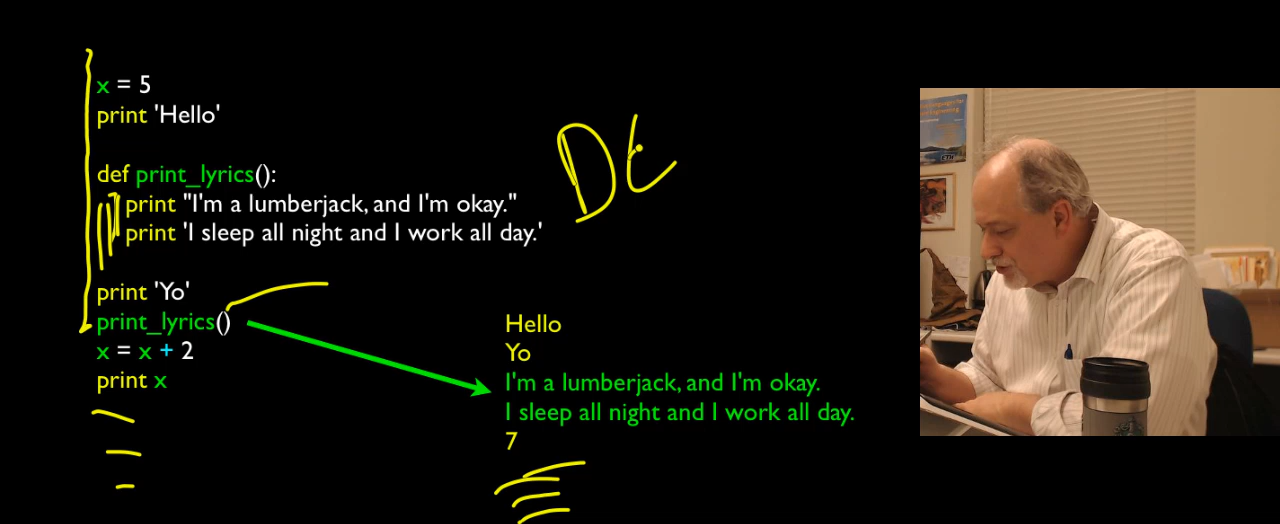 x = 5
print 'Hello'
def print_lyrics():
print "I'm a lumberjack, and I'm okay."
print 'I sleep all night and I work all day.'
print 'Yo'
print_lyrics()
x = x + 2
print x
Hello
Yo
I'm a lumberjack, and I'm okay.
I sleep all night and I work all day.
7